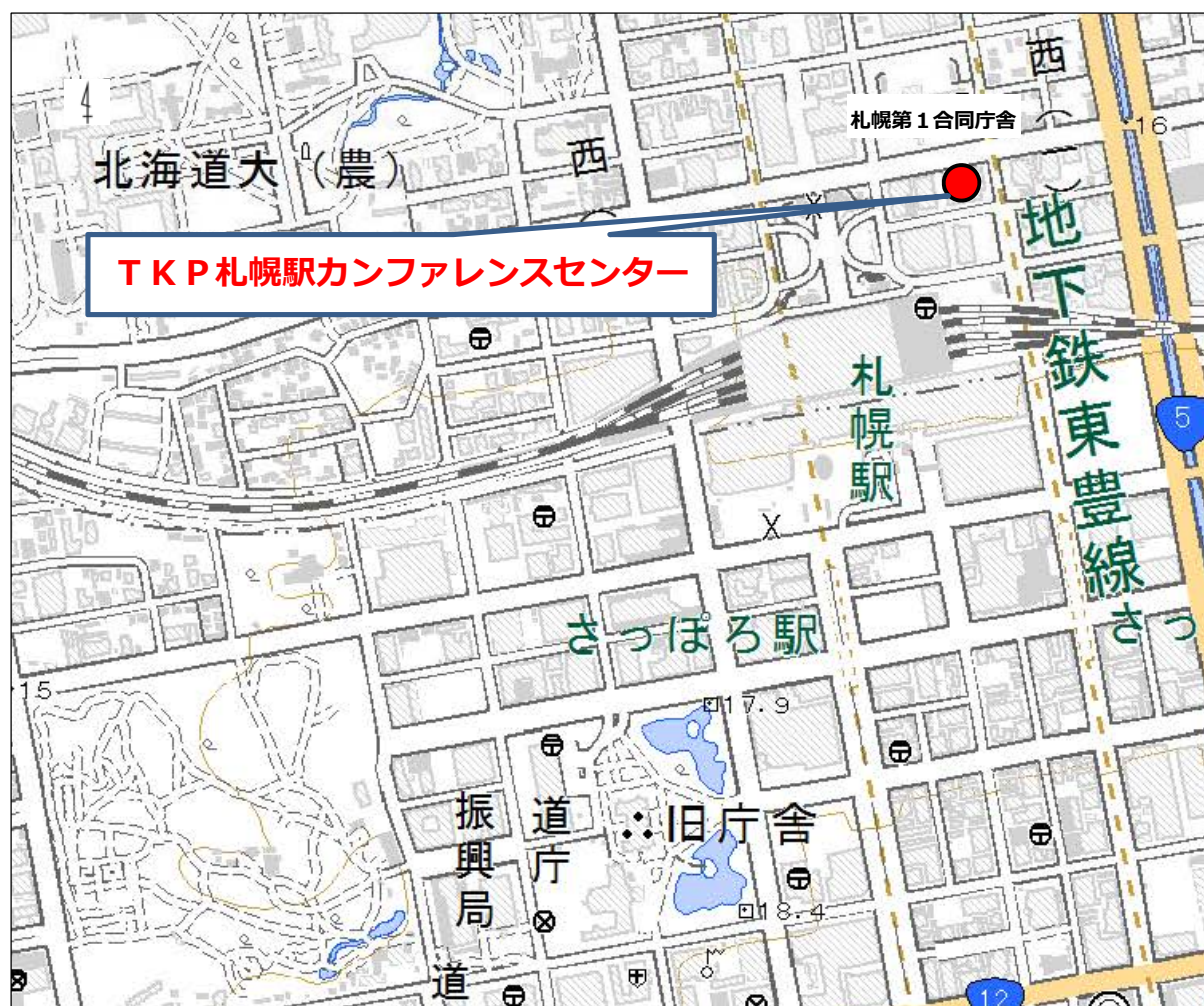 4
西
札幌第１合同庁舎
16
北海道大（農）
西
ＴＫＰ札幌駅カンファレンスセンター
地下鉄東豊線
札幌駅
5
さっぽろ駅
さっ
15
17.9
振興局
道庁
旧庁舎
18.4
道
12